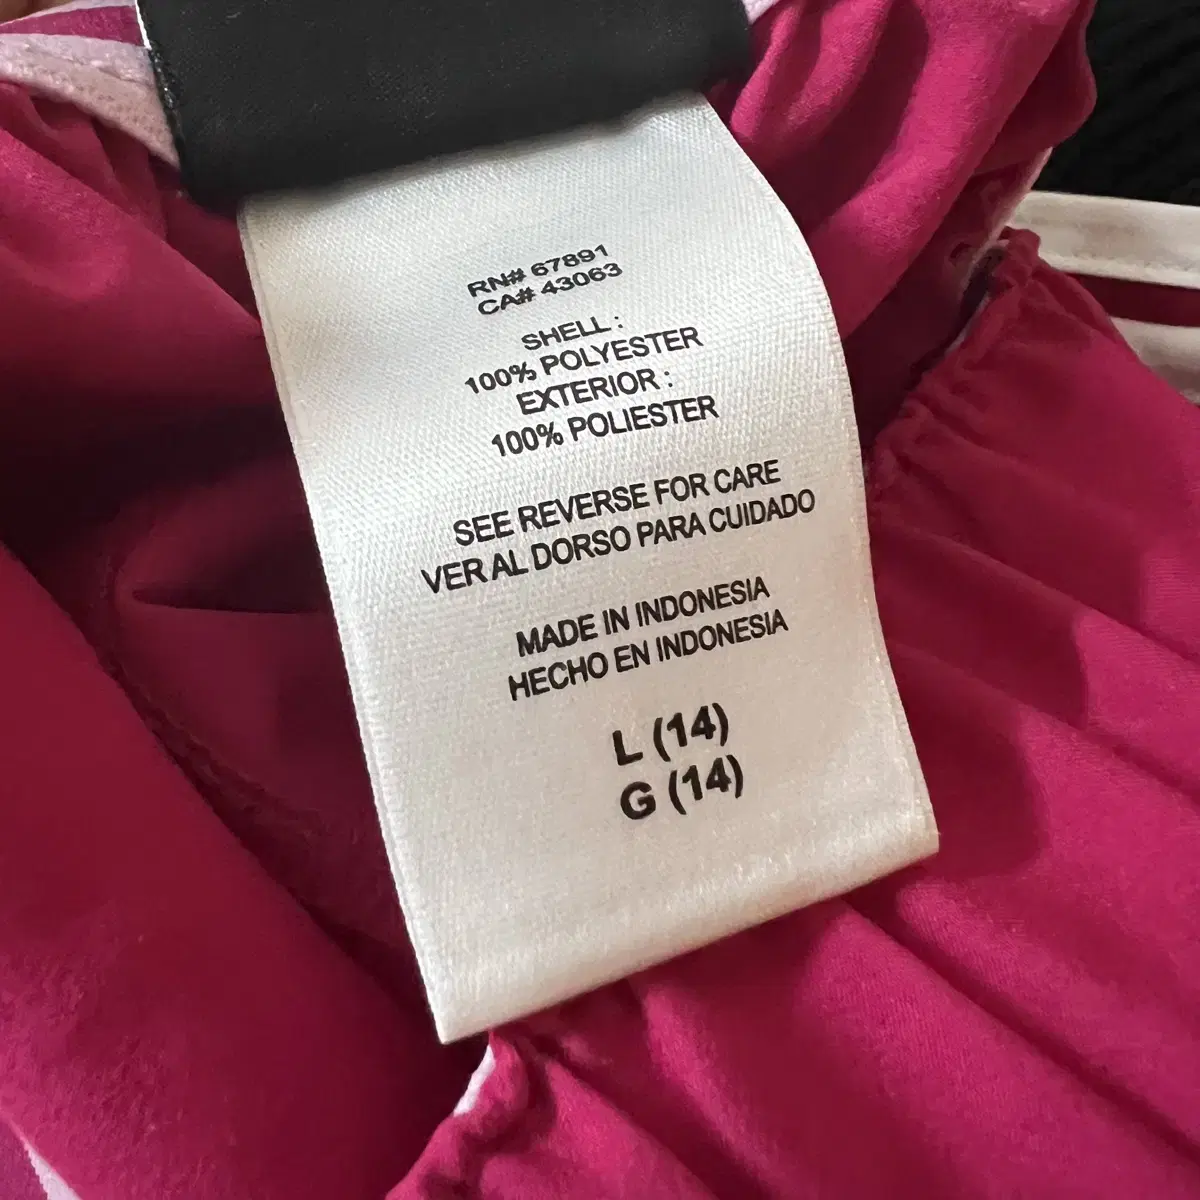 RN# 67891
CA# 43063
SHELL :
100% POLYESTER
EXTERIOR :
100% POLIESTER
SEE REVERSE FOR CARE
VER AL DORSO PARA CUIDADO
MADE IN INDONESIA
HECHO EN INDONESIA
L (14)
G (14)